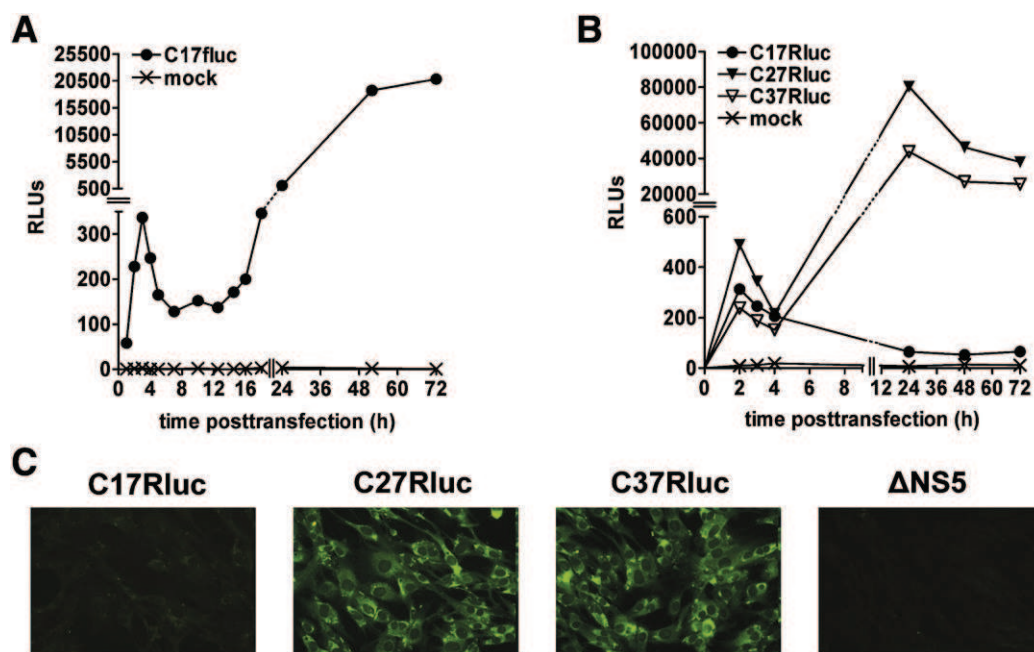 A
C17fluc
mock
25500
20500
15500
10500
5500
500
300
200
100
0
RLUs
0 4 8 12 16 20 24 36 48 60 72
time posttransfection (h)
B
C17Rluc
C27Rluc
C37Rluc
mock
100000
80000
60000
40000
20000
600
400
200
0
RLUs
0 2 4 6 8 12 24 36 48 60 72
time posttransfection (h)
C
C17Rluc C27Rluc C37Rluc ΔNS5